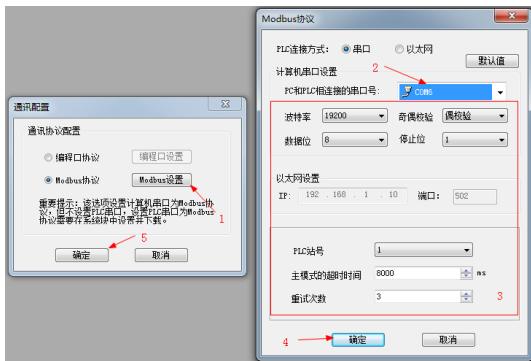 通讯配置
通讯协议配置
编程口协议
编程口设置
Modbus协议
Modbus设置
重要提示：该选项设置计算机串口为Modbus协
议，但不设置PLC串口，设置PLC串口为Modbus
协议需要在系统块中设置并下载。
1
5
确定
取消
Modbus协议
PLC连接方式：
串口
以太网
默认值
计算机串口设置
2
PC和PLC相连接的串口号：
COM6
波特率
19200
奇偶校验
偶校验
数据位
8
停止位
1
以太网设置
IP:
192 . 168 . 1 . 10
端口：
502
PLC站号
1
主模式的超时时间
8000
ms
重试次数
3
3
4
确定
取消